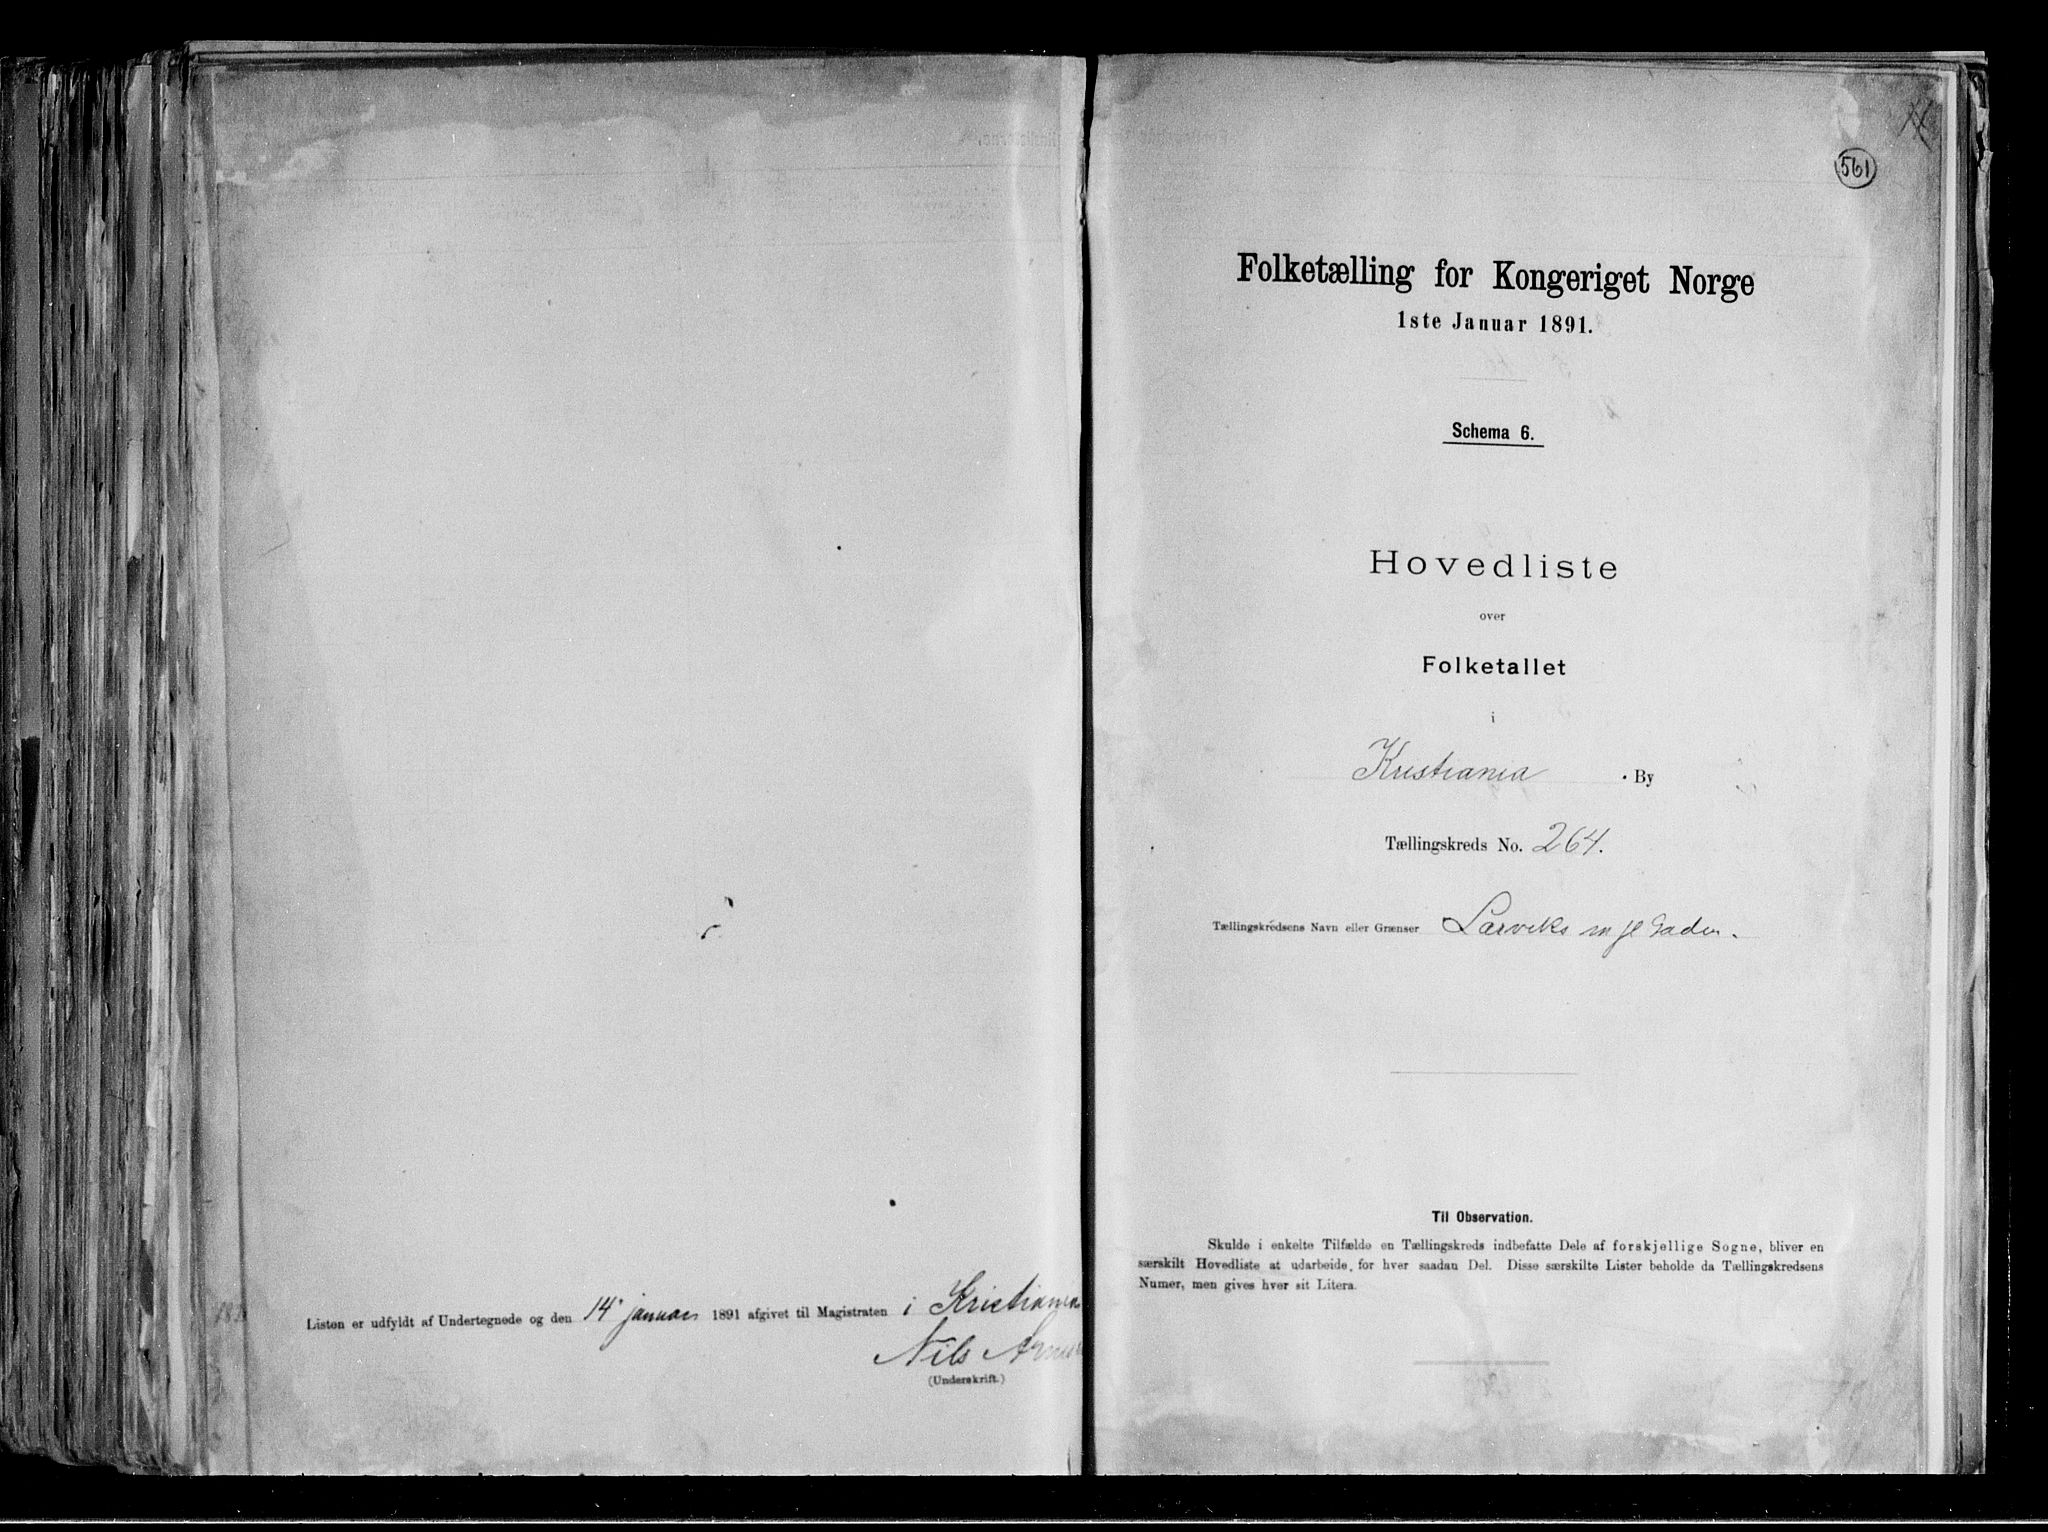 Listen er udfyldt af Undertegnede og den 14 januar 1891 afgivet til Magistraten i Kristiania
Nils
(Underskrift.)
561
Folketælling for Kongeriget Norge
1ste Januar 1891.
Schema 6.
Hovedliste
over
Folketallet
i
Kristiania . By
Tællingskreds No. 264.
Tællingskredsens Navn eller Grænser Larviks Gaden.
Til Observation.
Skulde i enkelte Tilfælde en Tællingskreds indbefatte Dele af forskjellige Sogne, bliver en
særskilt Hovedliste at udarbeide for hver saadan Del. Disse særskilte Lister beholde da Tællingskredsens
Numer, men gives hver sit Litera.